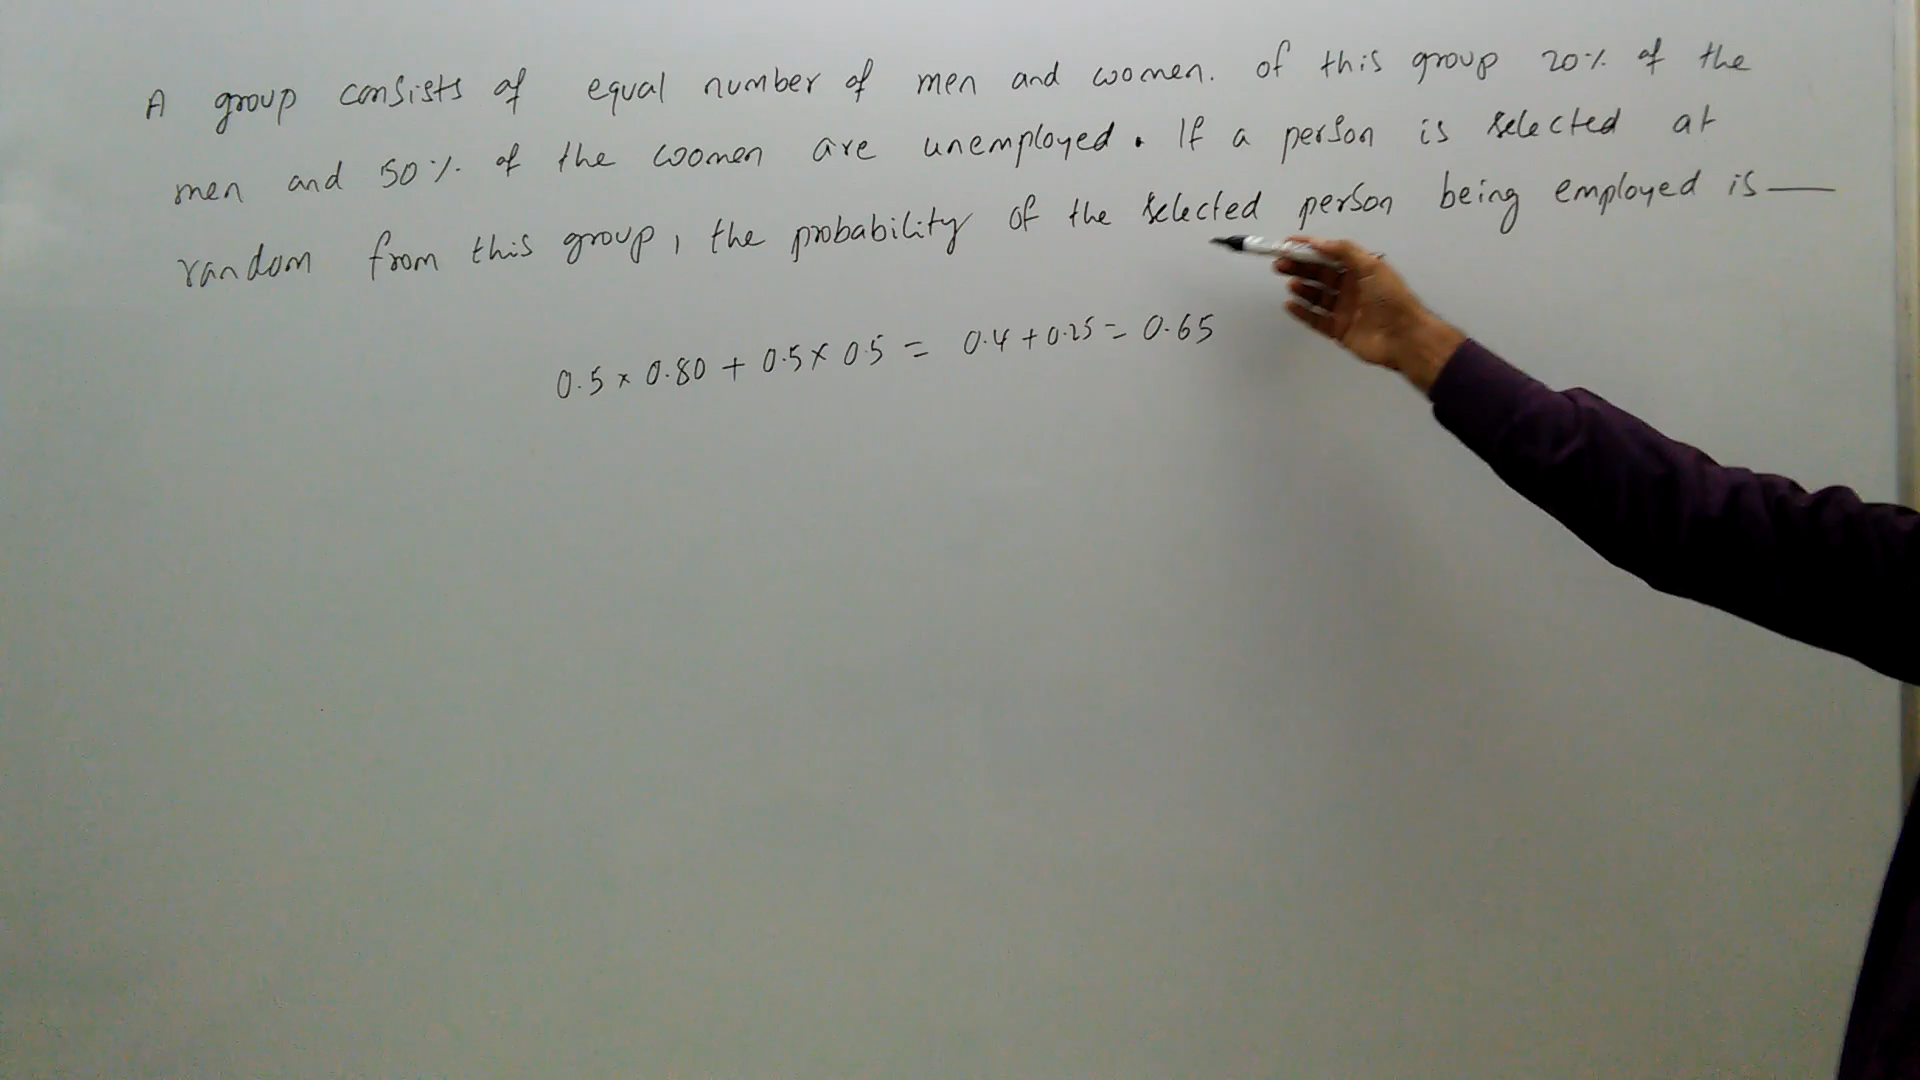 A group consists of equal number of men and women. of this group 20% of the
men and 50% of the women are unemployed. If a person is selected at
random from this group, the probability of the selected person being employed is __
0.5 × 0.80 + 0.5 × 0.5 = 0.4 + 0.25 = 0.65